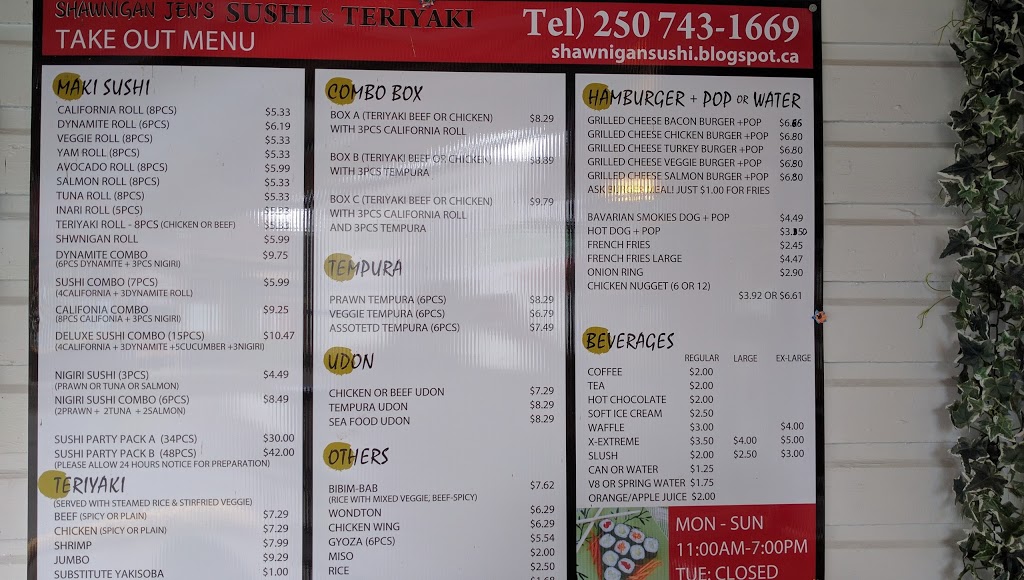 SHAWNIGAN JEN'S SUSHI & TERIYAKI
TAKE OUT MENU
Tel) 250 743-1669
shawnigansushi.blogspot.ca
MAKI SUSHI
CALIFORNIA ROLL (8PCS) $5.33
DYNAMITE ROLL (6PCS) $6.19
VEGGIE ROLL (8PCS) $5.33
YAM ROLL (8PCS) $5.33
AVOCADO ROLL (8PCS) $5.99
SALMON ROLL (8PCS) $5.33
TUNA ROLL (8PCS) $5.33
INARI ROLL (5PCS) $5.33
TERIYAKI ROLL - 8PCS (CHICKEN OR BEEF) $5.33
SHWNIGAN ROLL $5.99
DYNAMITE COMBO $9.75
(6PCS DYNAMITE + 3PCS NIGIRI)
SUSHI COMBO (7PCS) $5.99
(4CALIFORNIA + 3DYNAMITE ROLL)
CALIFONIA COMBO $9.25
(8PCS CALIFONIA + 3PCS NIGIRI)
DELUXE SUSHI COMBO (15PCS) $10.47
(4CALIFORNIA + 3DYNAMITE +5CUCUMBER +3NIGIRI)
NIGIRI SUSHI (3PCS) $4.49
(PRAWN OR TUNA OR SALMON)
NIGIRI SUSHI COMBO (6PCS) $8.49
(2PRAWN + 2TUNA + 2SALMON)
SUSHI PARTY PACK A (34PCS) $30.00
SUSHI PARTY PACK B (48PCS) $42.00
(PLEASE ALLOW 24 HOURS NOTICE FOR PREPARATION)
TERIYAKI
(SERVED WITH STEAMED RICE & STIRFRIED VEGGIE)
BEEF (SPICY OR PLAIN) $7.29
CHICKEN (SPICY OR PLAIN) $7.29
SHRIMP $7.99
JUMBO $9.29
SUBSTITUTE YAKISOBA $1.00
COMBO BOX
BOX A (TERIYAKI BEEF OR CHICKEN) $8.29
WITH 3PCS CALIFORNIA ROLL
BOX B (TERIYAKI BEEF OR CHICKEN) $8.89
WITH 3PCS TEMPURA
BOX C (TERIYAKI BEEF OR CHICKEN) $9.79
WITH 3PCS CALIFORNIA ROLL
AND 3PCS TEMPURA
TEMPURA
PRAWN TEMPURA (6PCS) $8.29
VEGGIE TEMPURA (6PCS) $6.79
ASSOTETD TEMPURA (6PCS) $7.49
UDON
CHICKEN OR BEEF UDON $7.29
TEMPURA UDON $8.29
SEA FOOD UDON $8.29
OTHERS
BIBIM-BAB $7.62
(RICE WITH MIXED VEGGIE, BEEF-SPICY)
WONDTON $6.29
CHICKEN WING $6.29
GYOZA (6PCS) $5.54
MISO $2.00
RICE $2.50
$1.68
HAMBURGER + POP OR WATER
GRILLED CHEESE BACON BURGER +POP
GRILLED CHEESE CHICKEN BURGER +POP $6.80
GRILLED CHEESE TURKEY BURGER +POP $6.80
GRILLED CHEESE VEGGIE BURGER +POP $6.80
GRILLED CHEESE SALMON BURGER +POP $6.80
ASK MEAL! JUST $1.00 FOR FRIES
BAVARIAN SMOKIES DOG + POP $4.49
HOT DOG + POP
FRENCH FRIES $2.45
FRENCH FRIES LARGE $4.47
ONION RING $2.90
CHICKEN NUGGET (6 OR 12)
$3.92 OR $6.61
BEVERAGES
REGULAR LARGE EX-LARGE
COFFEE $2.00
TEA $2.00
HOT CHOCOLATE $2.00
SOFT ICE CREAM $2.50
WAFFLE $3.00 $4.00
X-EXTREME $3.50 $4.00 $5.00
SLUSH $2.00 $2.50 $3.00
CAN OR WATER $1.25
V8 OR SPRING WATER $1.75
ORANGE/APPLE JUICE $2.00
MON - SUN
11:00AM-7:00PM
TUE: CLOSED